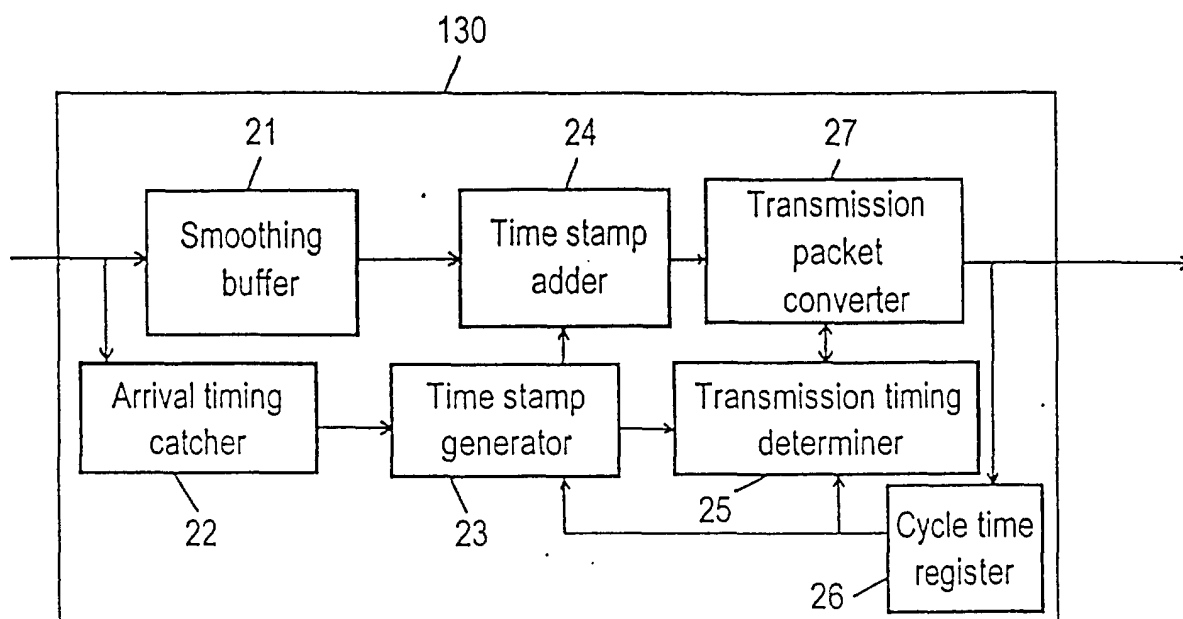 130
21
24
27
Smoothing
buffer
Time stamp
adder
Transmission
packet
converter
Arrival timing
catcher
Time stamp
generator
Transmission timing
determiner
22
23
25
Cycle time
register
26